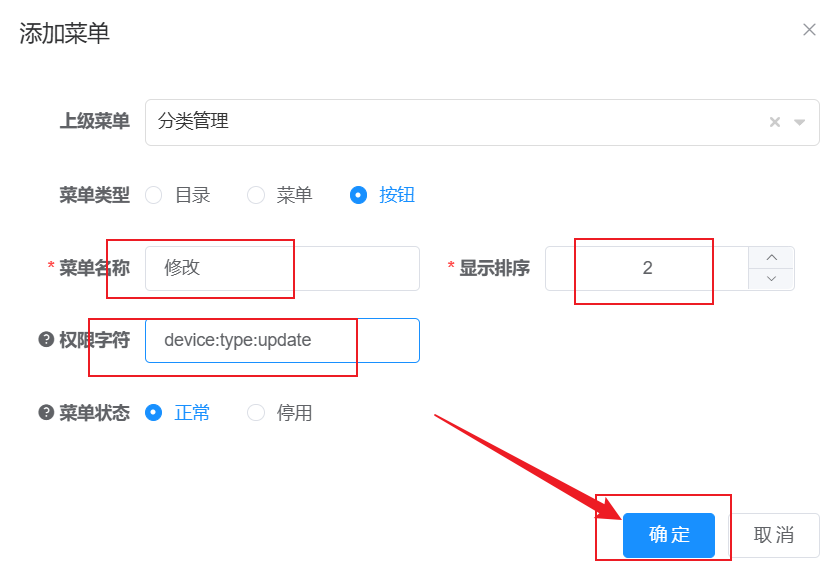 添加菜单
上级菜单 分类管理
菜单类型 目录 菜单 按钮
* 菜单名称 修改 * 显示排序 2
权限字符 device:type:update
菜单状态 正常 停用
确定 取消